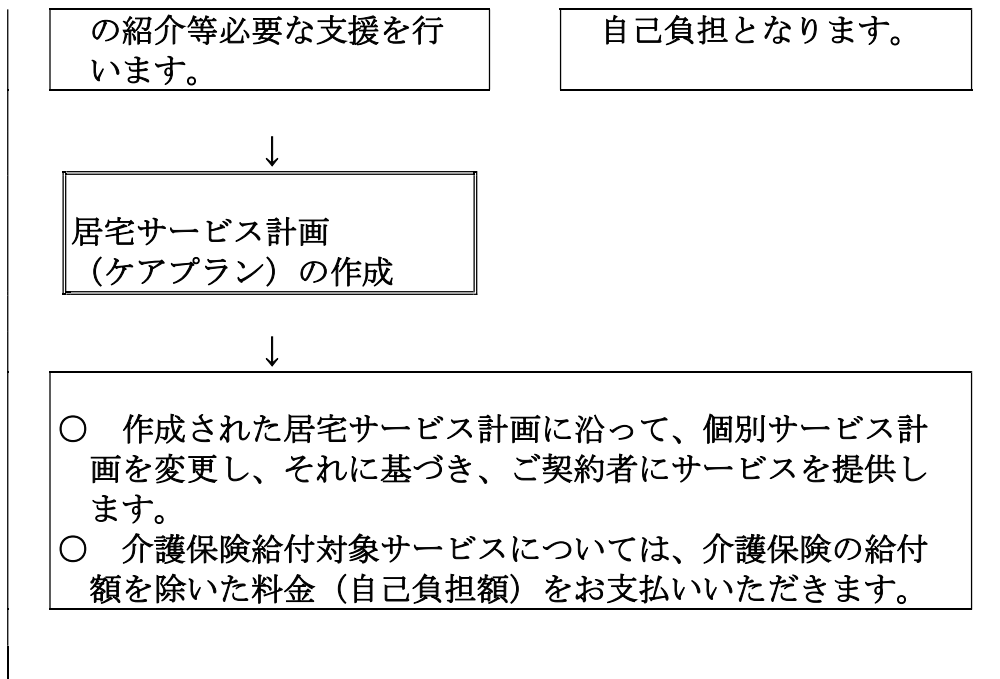 の紹介等必要な支援を行
います。
自己負担となります。
↓
居宅サービス計画
（ケアプラン）の作成
↓
○　作成された居宅サービス計画に沿って、個別サービス計
画を変更し、それに基づき、ご契約者にサービスを提供し
ます。
○　介護保険給付対象サービスについては、介護保険の給付
額を除いた料金（自己負担額）をお支払いいただきます。